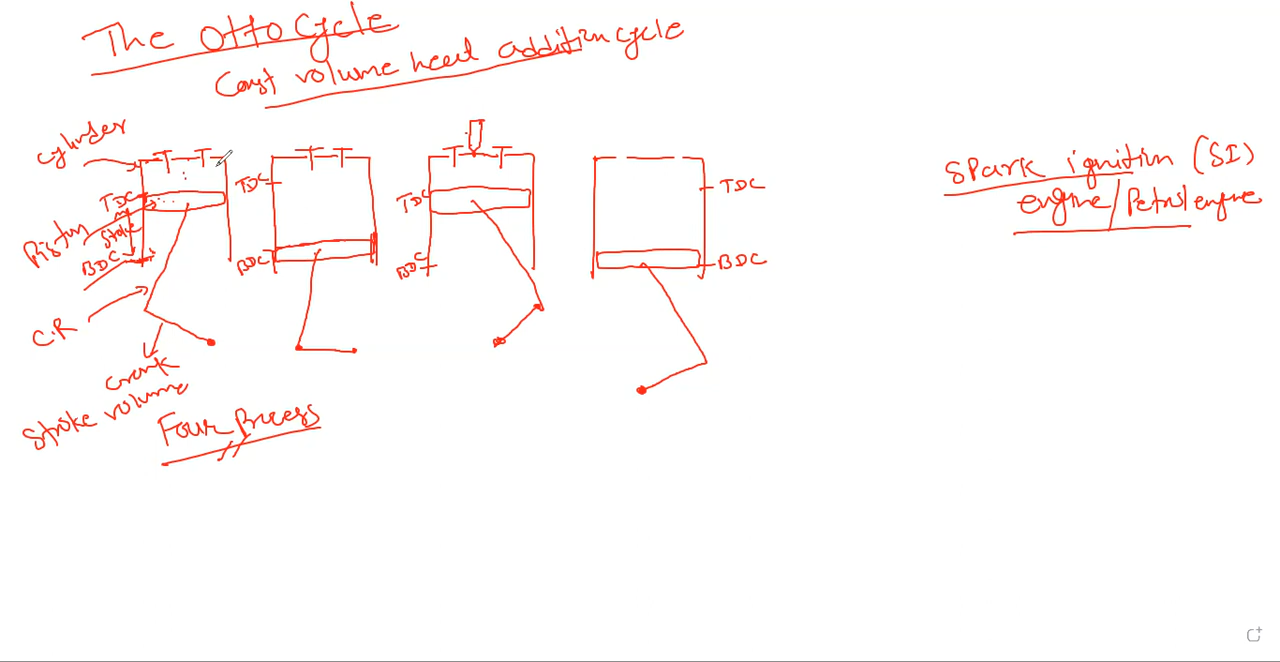 The Otto Cycle
Const volume heat addition cycle
Cylinder
TDC
Piston
Stroke
BDC
C.R
Crank
Stroke volume
Four Process
TDC
BDC
TDC
BDC
TDC
BDC
Spark ignition (SI)
engine/Petrol engine